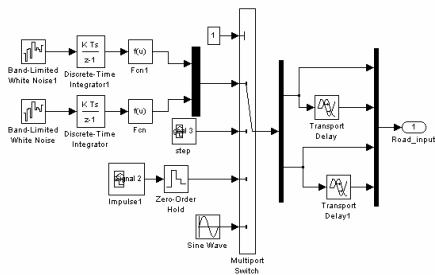 1
K Ts
z-1
f(u)
Band-Limited
White Noise1
Discrete-Time
Integrator1
Fcn1
K Ts
z-1
f(u)
Band-Limited
White Noise
Discrete-Time
Integrator
Fcn
3
step
Transport
Delay
1
Road_input
2
Impulse1
Zero-Order
Hold
Transport
Delay1
Sine Wave
Multiport
Switch